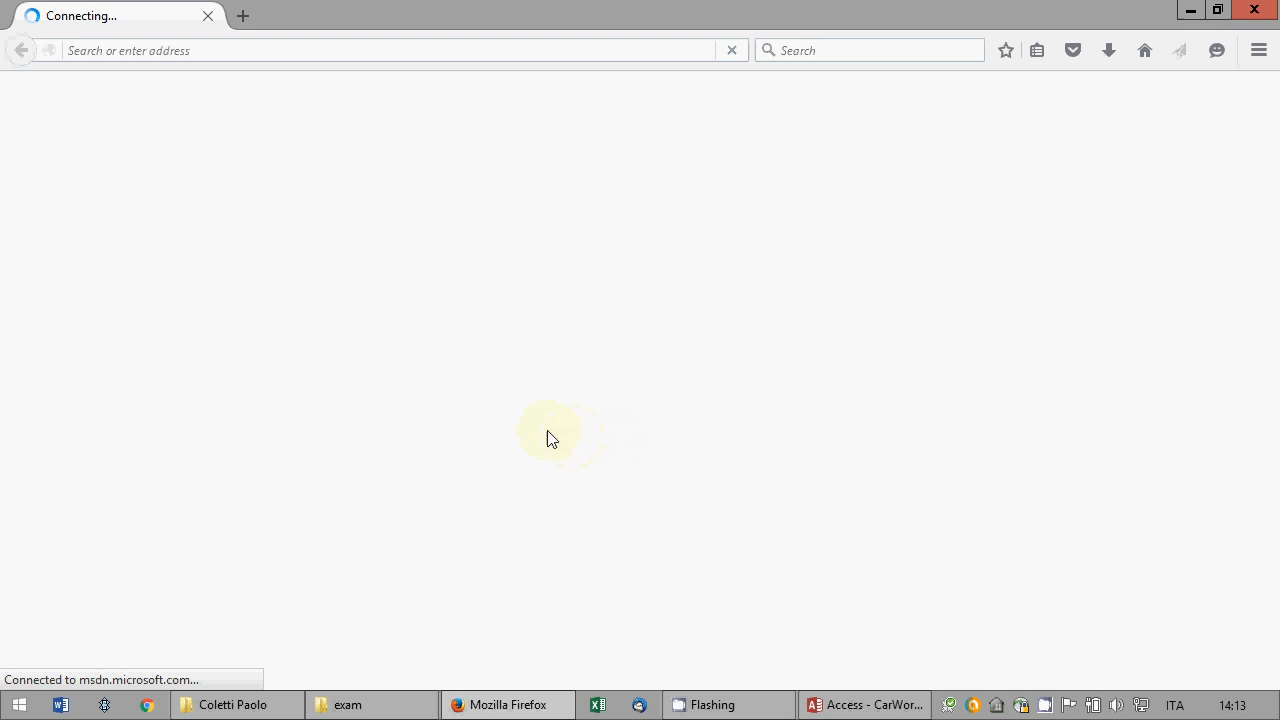 Connecting...
Search or enter address
Search
Connected to msdn.microsoft.com...
Coletti Paolo
exam
Mozilla Firefox
Flashing
Access - CarWor...
ITA
14:13